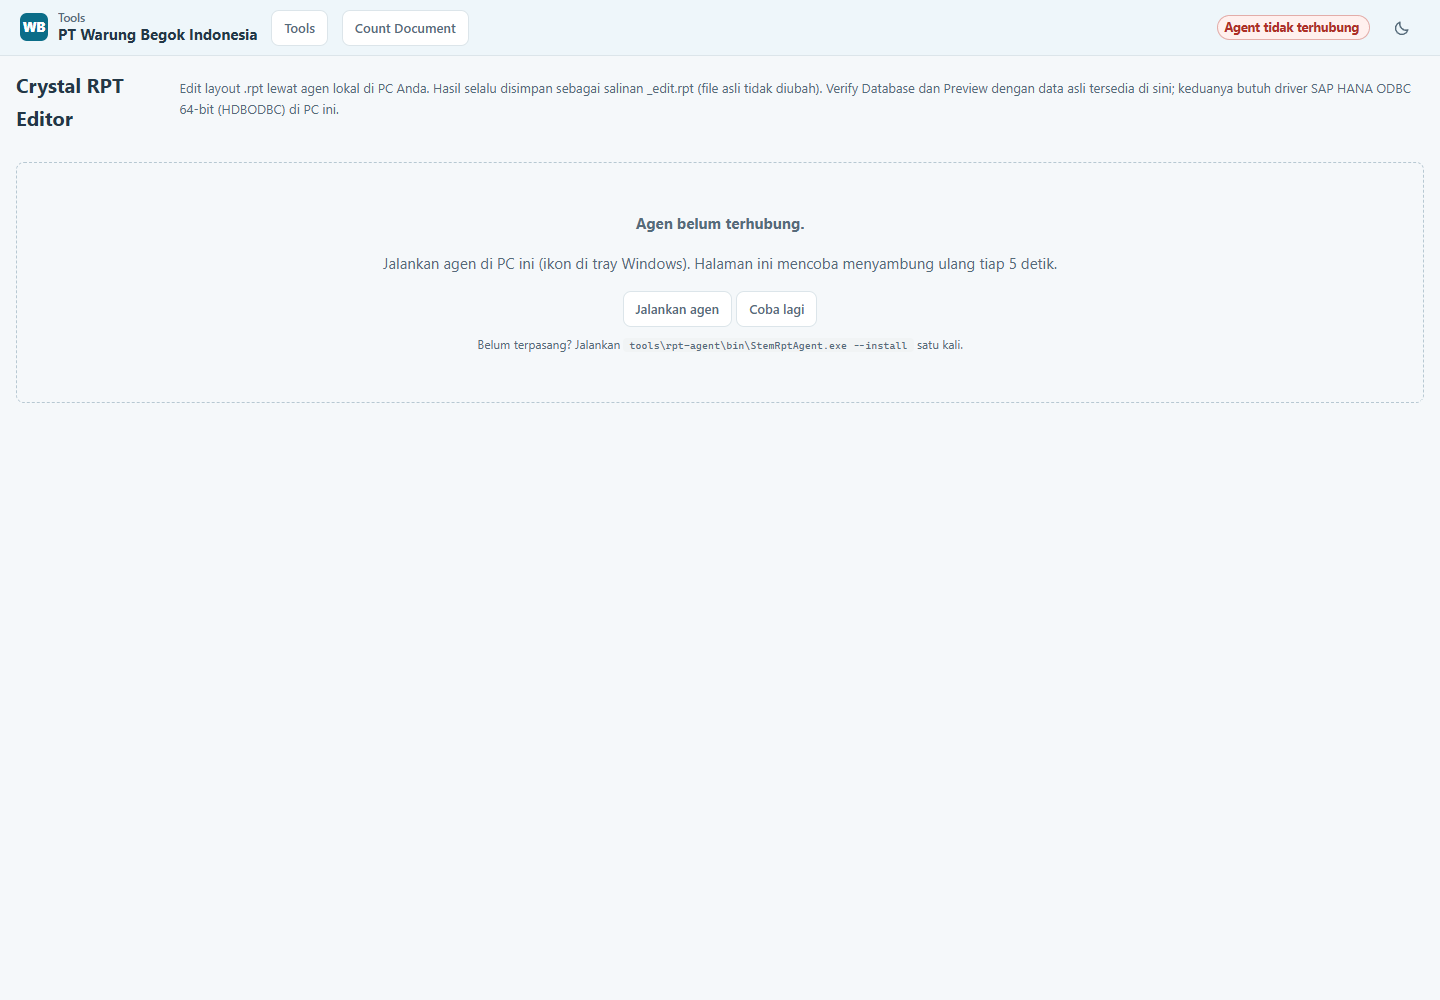 WB
Tools
PT Warung Begok Indonesia
Tools
Count Document
Agent tidak terhubung
Crystal RPT
Editor
Edit layout .rpt lewat agen lokal di PC Anda. Hasil selalu disimpan sebagai salinan _edit.rpt (file asli tidak diubah). Verify Database dan Preview dengan data asli tersedia di sini; keduanya butuh driver SAP HANA ODBC
64-bit (HDBODBC) di PC ini.
Agen belum terhubung.
Jalankan agen di PC ini (ikon di tray Windows). Halaman ini mencoba menyambung ulang tiap 5 detik.
Jalankan agen
Coba lagi
Belum terpasang? Jalankan tools\rpt-agent\bin\StemRptAgent.exe --install satu kali.